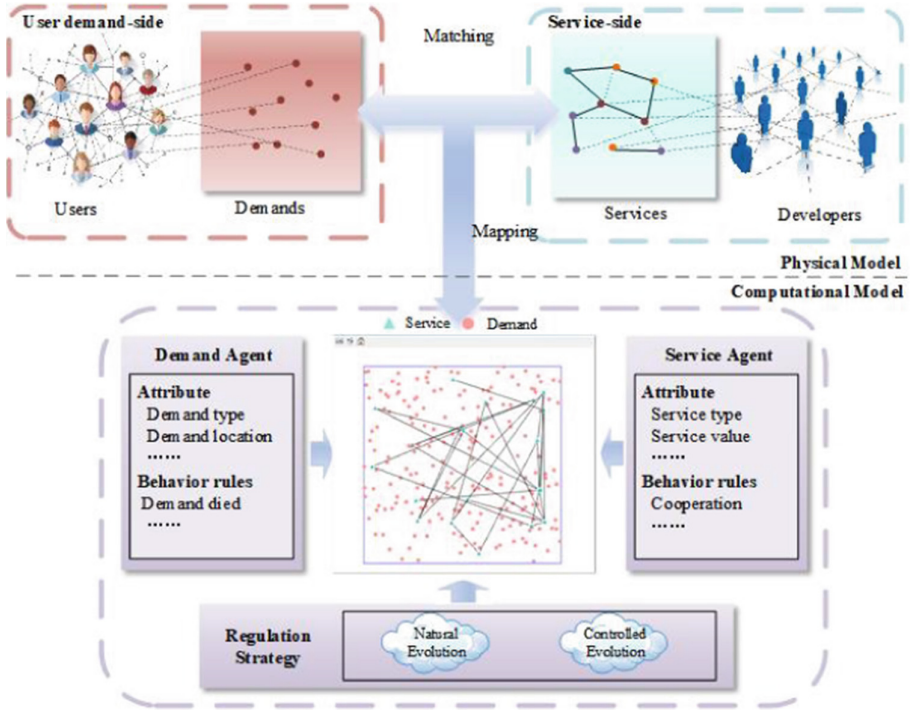 User demand-side
Matching
Service-side
Users
Demands
Services
Developers
Mapping
Physical Model
Computational Model
Service
Demand
Demand Agent
Attribute
Demand type
Demand location
......
Behavior rules
Demand died
......
Service Agent
Attribute
Service type
Service value
......
Behavior rules
Cooperation
......
Regulation
Strategy
Natural
Evolution
Controlled
Evolution